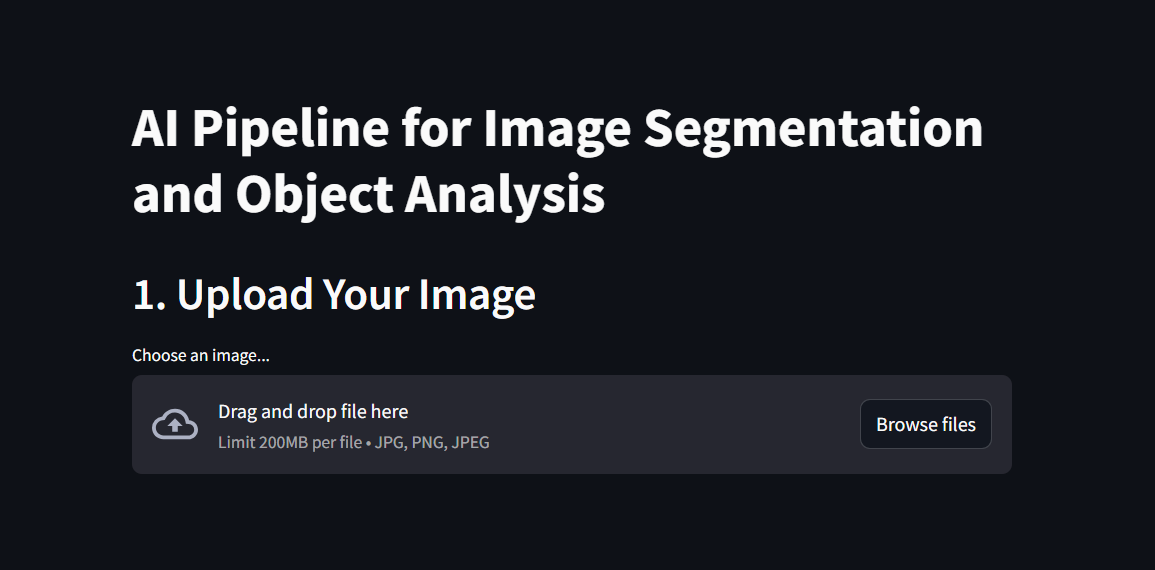 AI Pipeline for Image Segmentation
and Object Analysis
1. Upload Your Image
Choose an image...
Drag and drop file here
Limit 200MB per file • JPG, PNG, JPEG
Browse files